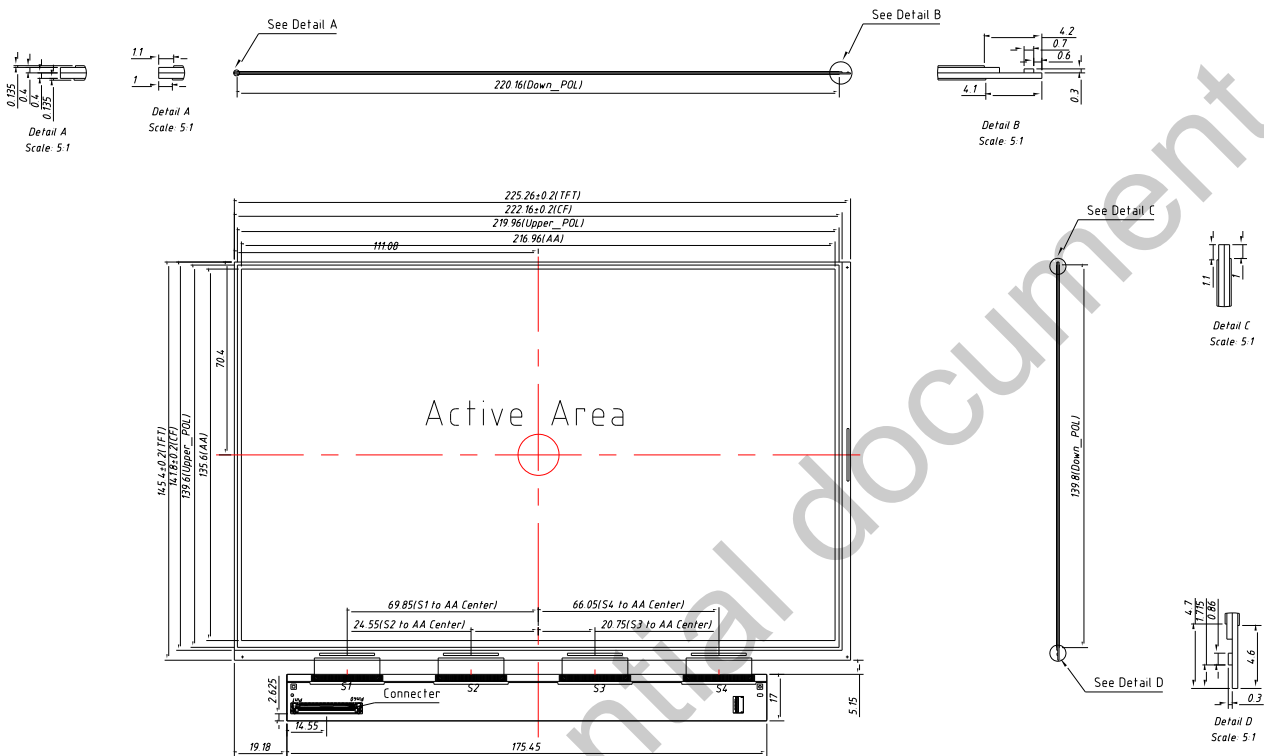 See Detail A
See Detail B
1.1
1
0.135
0.4
0.4
0.135
Detail A
Scale: 5:1
Detail A
Scale: 5:1
220.16(Down_POL)
4.2
0.7
0.6
4.1
0.3
Detail B
Scale: 5:1
225.26±0.2(TFT)
222.16±0.2(CF)
219.96(Upper_POL)
216.96(AA)
111.08
70.4
145.4±0.2(TFT)
141.8±0.2(CF)
139.6(Upper_POL)
135.6(AA)
Active Area
See Detail C
1.1
1
Detail C
Scale: 5:1
139.8(Down_POL)
69.85(S1 to AA Center)
66.05(S4 to AA Center)
24.55(S2 to AA Center)
20.75(S3 to AA Center)
S1
S2
S3
S4
Connecter
2.625
14.55
17
5.15
19.18
175.45
See Detail D
4.7
1.715
0.86
4.6
0.3
Detail D
Scale: 5:1
ntial document